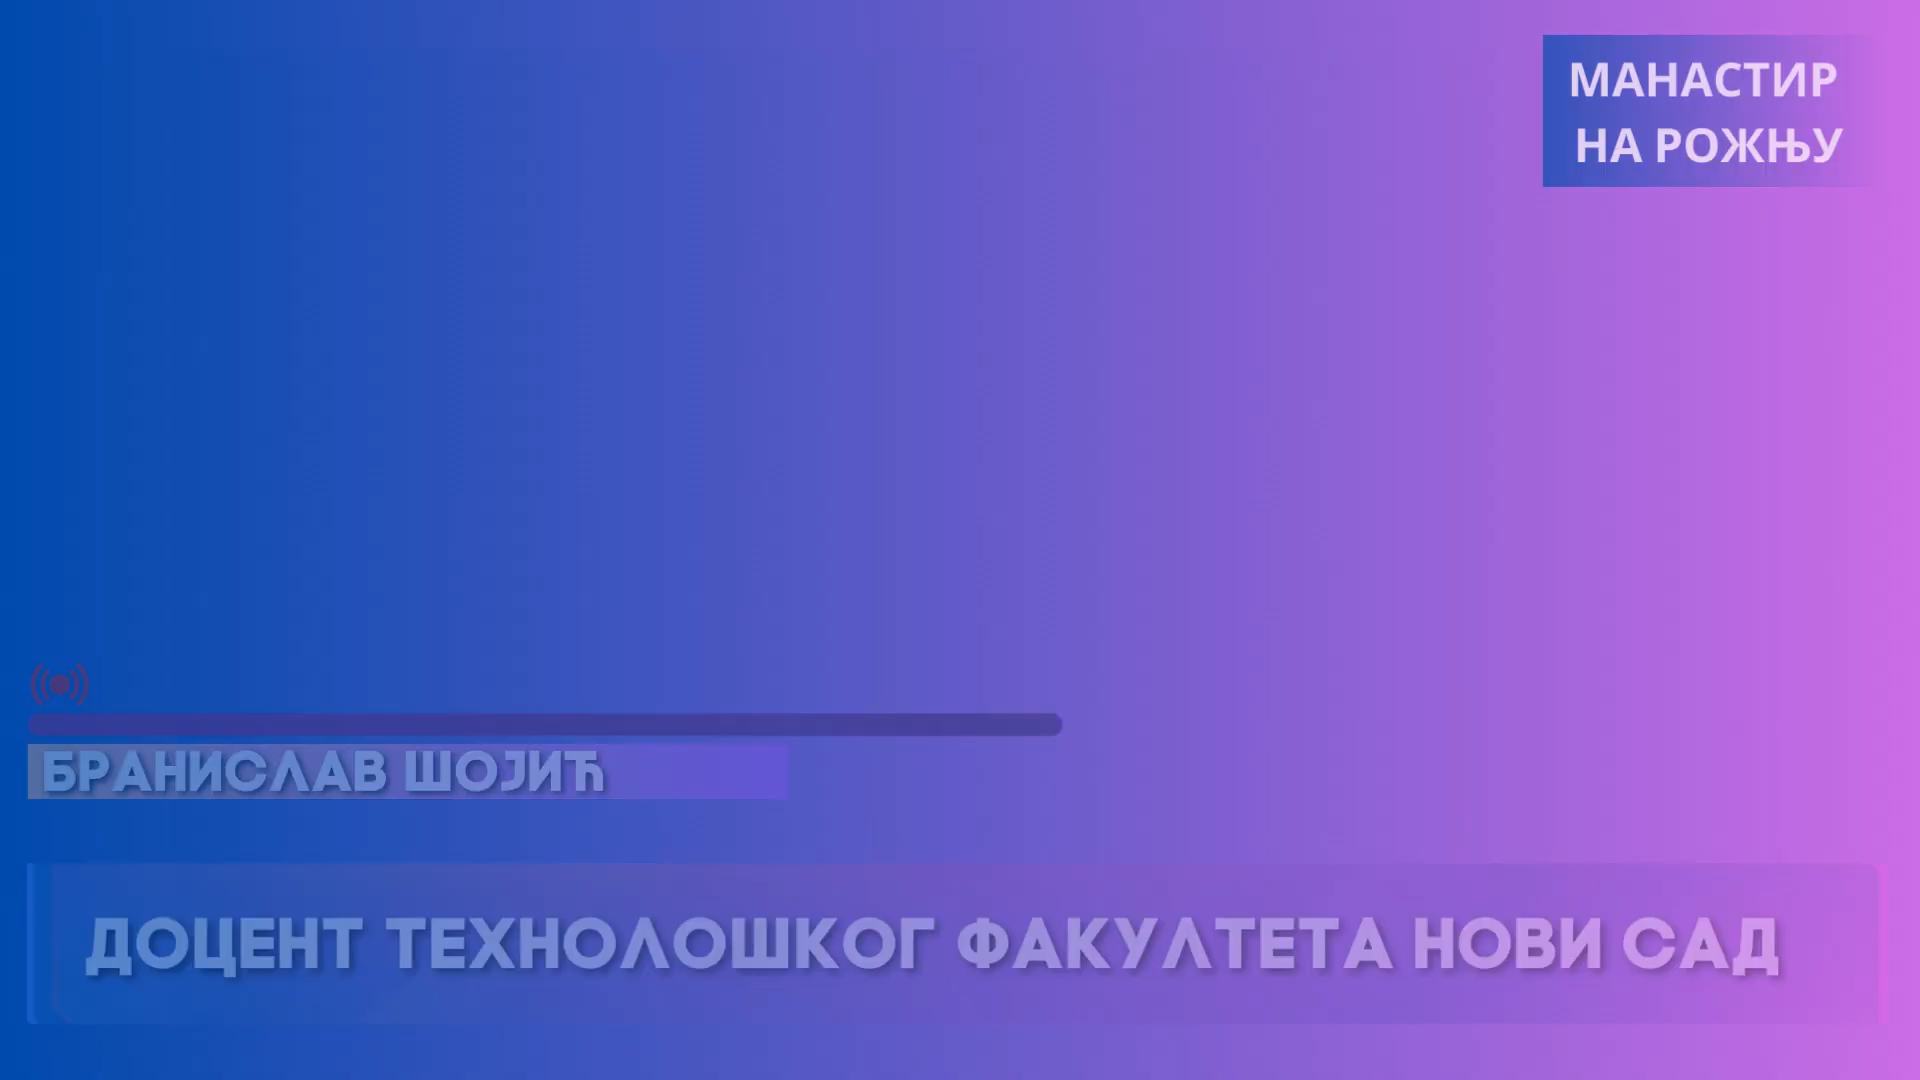 МАНАСТИР
НА РОЖЊУ
БРАНИСЛАВ ШОЈИЋ
ДОЦЕНТ ТЕХНОЛОШКОГ ФАКУЛТЕТА НОВИ САД